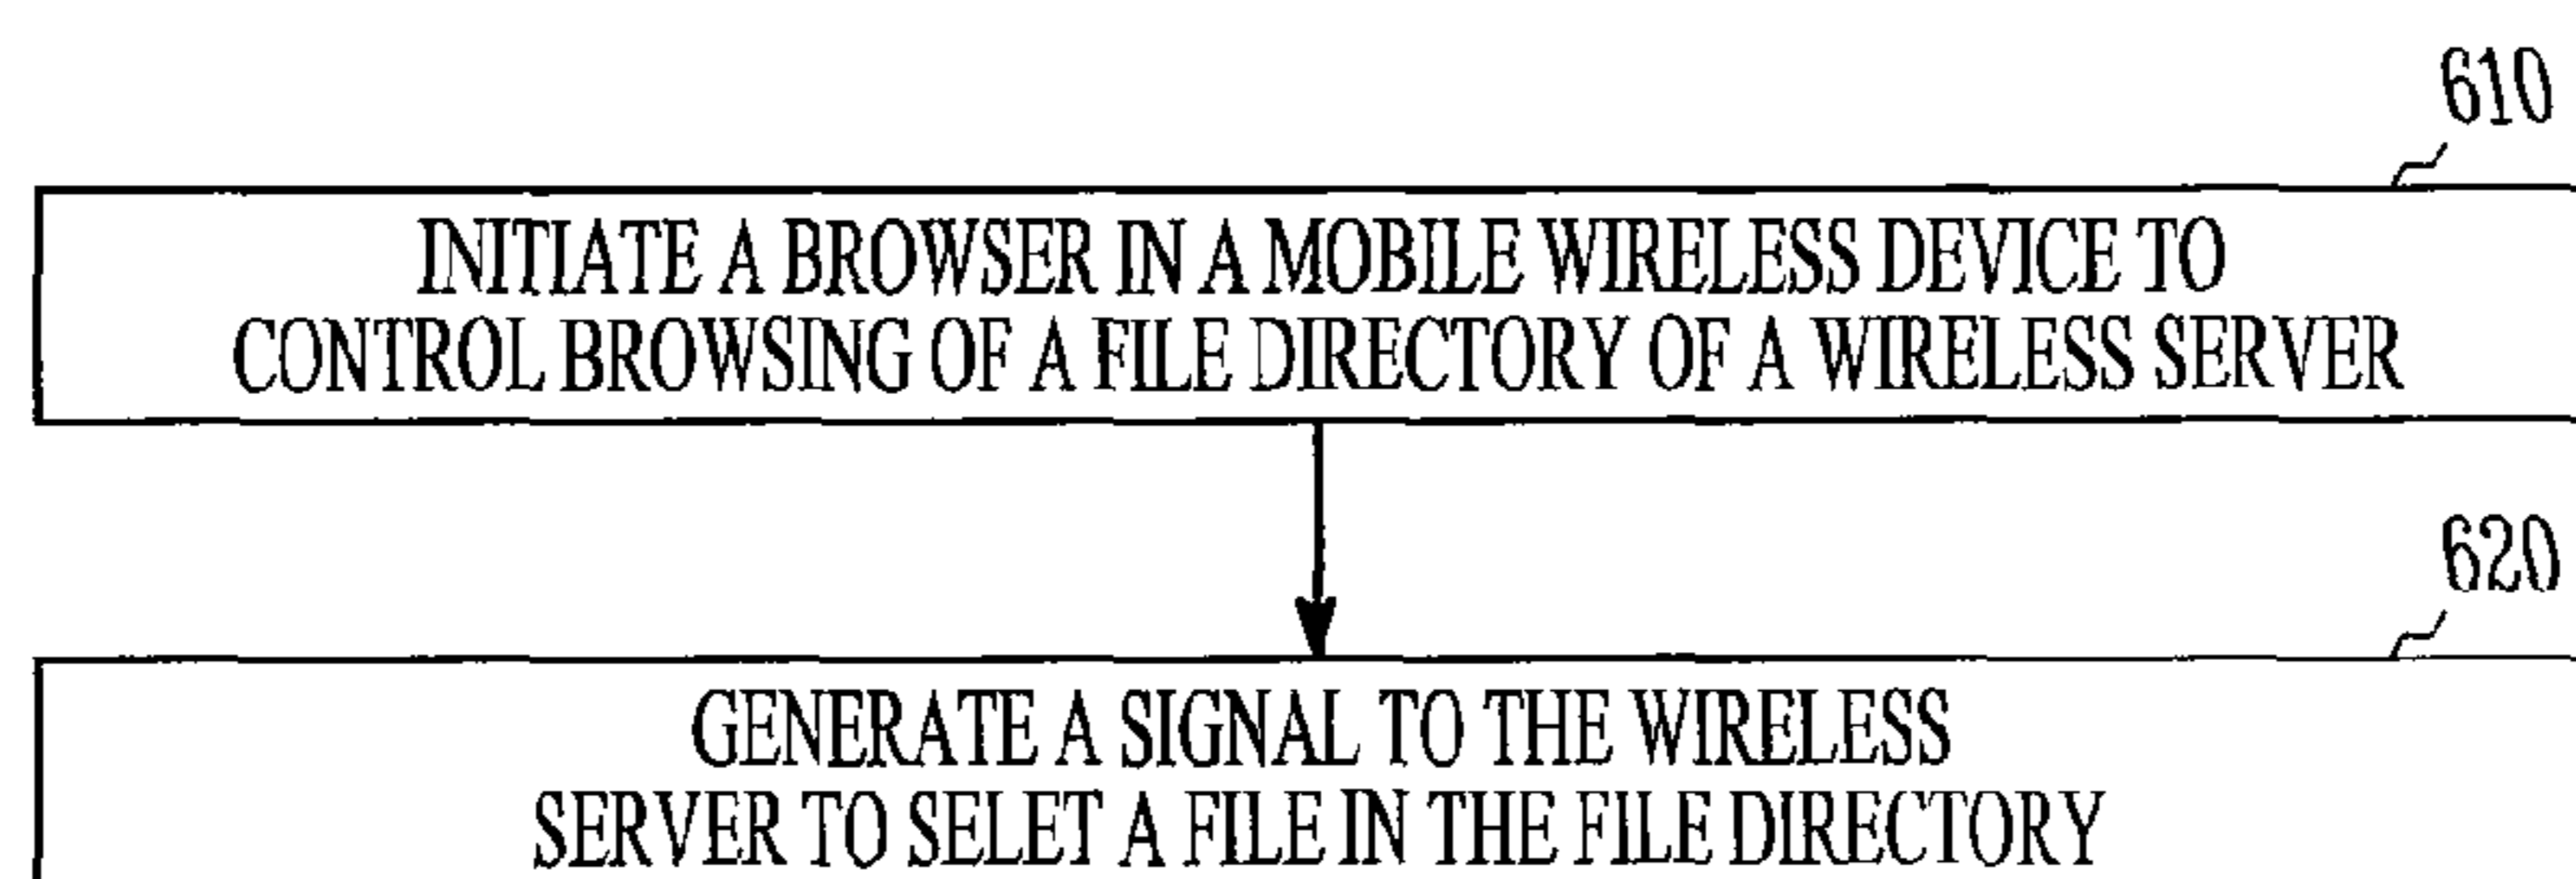 610
INITIATE A BROWSER IN A MOBILE WIRELESS DEVICE TO
CONTROL BROWSING OF A FILE DIRECTORY OF A WIRELESS SERVER
620
GENERATE A SIGNAL TO THE WIRELESS
SERVER TO SELET A FILE IN THE FILE DIRECTORY